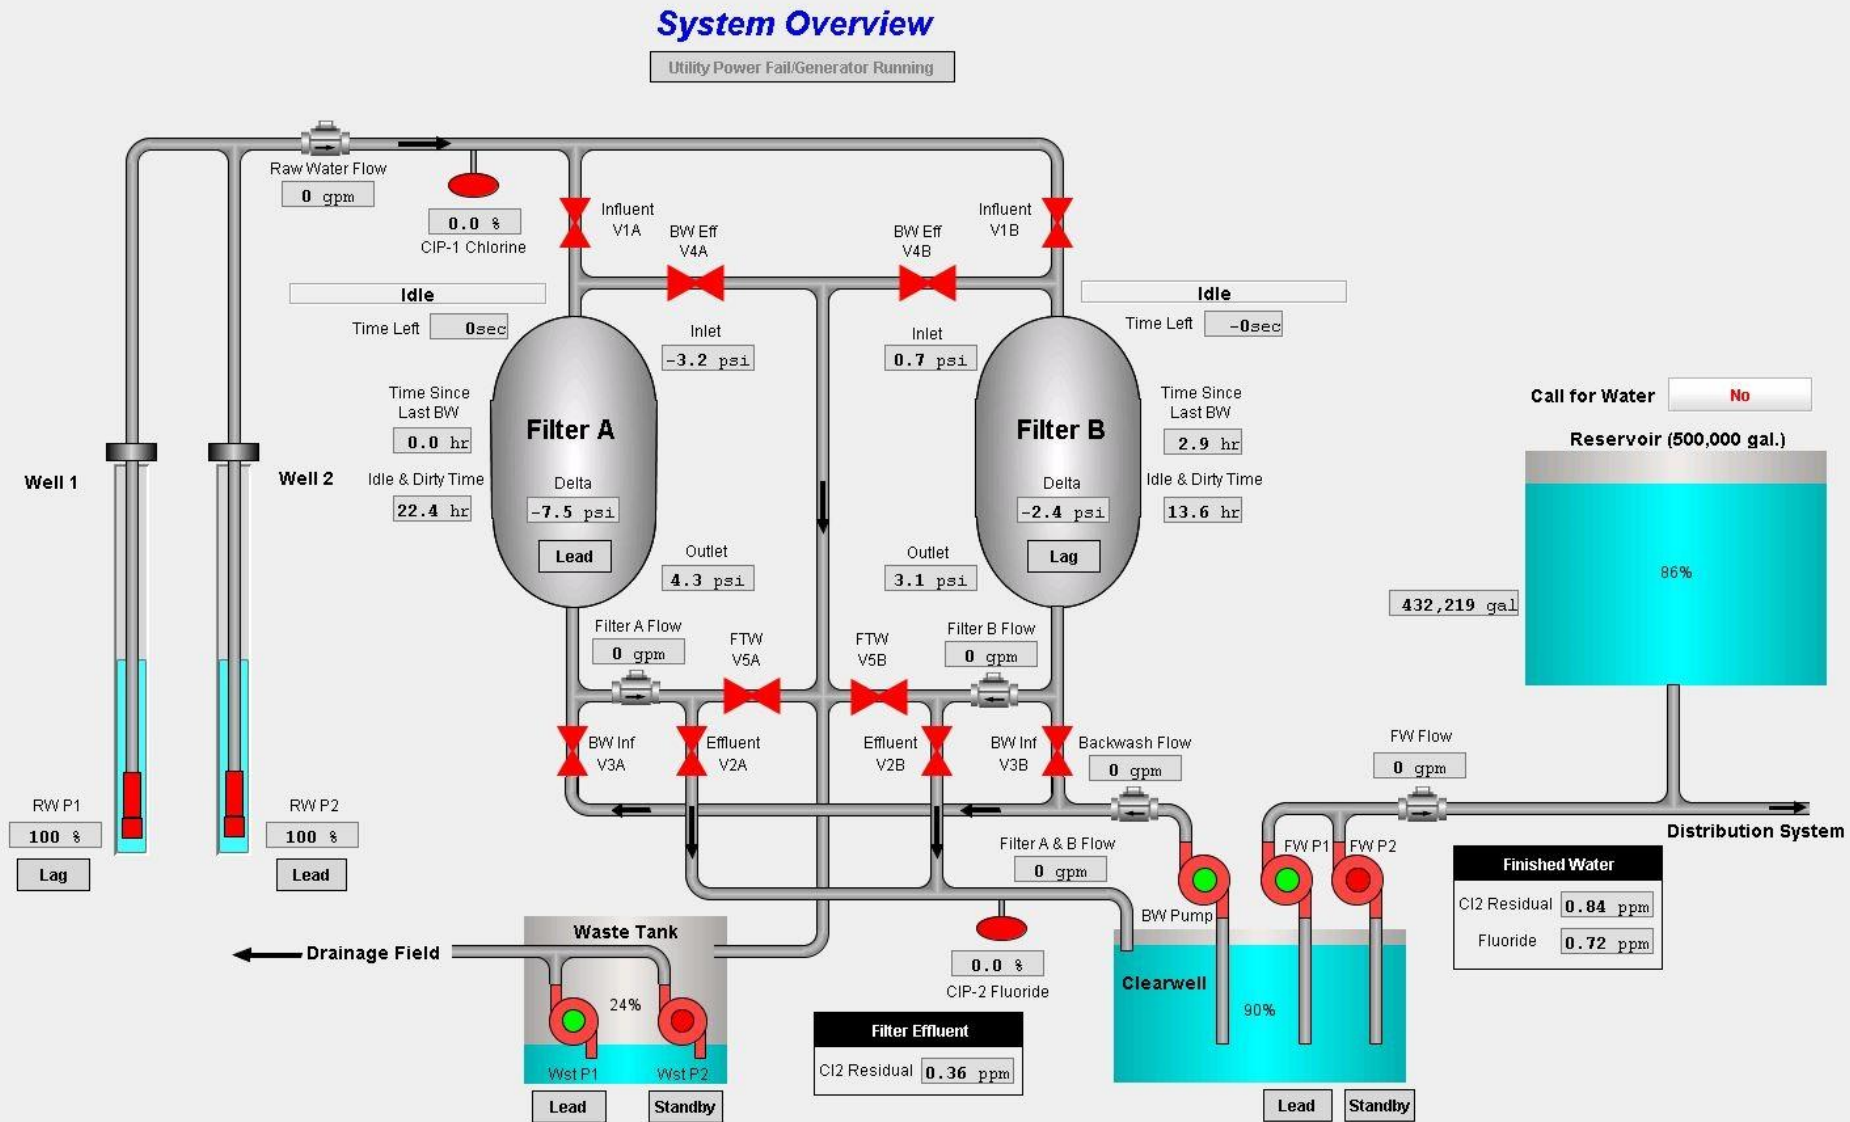 System Overview
Utility Power Fail/Generator Running
Raw Water Flow
0 gpm
0.0 %
CIP-1 Chlorine
Influent
V1A
BW Eff
V4A
BW Eff
V4B
Influent
V1B
Idle
Time Left 0sec
Idle
Time Left -0sec
Inlet
-3.2 psi
Inlet
0.7 psi
Time Since
Last BW
0.0 hr
Idle & Dirty Time
22.4 hr
Filter A
Delta
-7.5 psi
Lead
Outlet
4.3 psi
Filter B
Delta
-2.4 psi
Lag
Outlet
3.1 psi
Time Since
Last BW
2.9 hr
Idle & Dirty Time
13.6 hr
Call for Water No
Reservoir (500,000 gal.)
86%
432,219 gal
Well 1
Well 2
RW P1
100 %
Lag
RW P2
100 %
Lead
Filter A Flow
0 gpm
FTW
V5A
FTW
V5B
Filter B Flow
0 gpm
BW Inf
V3A
Effluent
V2A
Effluent
V2B
BW Inf
V3B
Backwash Flow
0 gpm
FW Flow
0 gpm
Distribution System
Filter A & B Flow
0 gpm
FW P1
FW P2
BW Pump
Finished Water
Cl2 Residual 0.84 ppm
Fluoride 0.72 ppm
Drainage Field
Waste Tank
24%
Wst P1
Wst P2
Lead
Standby
0.0 %
CIP-2 Fluoride
Filter Effluent
Cl2 Residual 0.36 ppm
Clearwell
90%
Lead
Standby